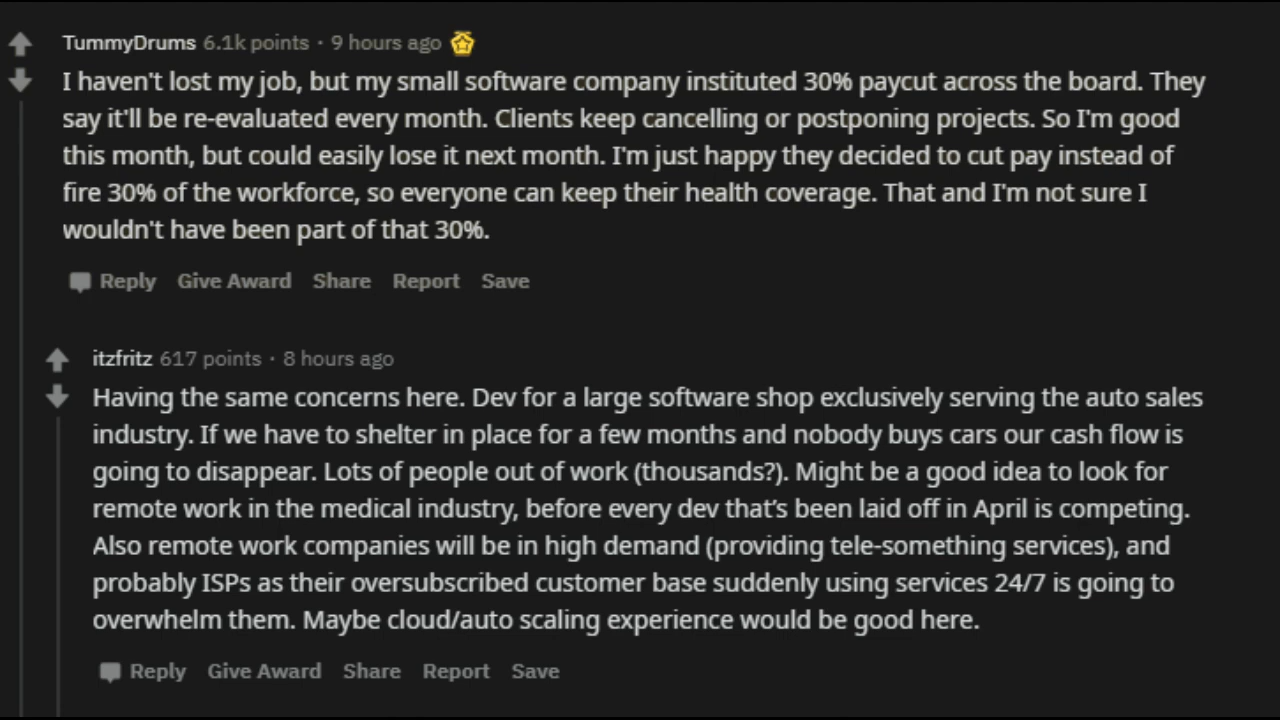 TummyDrums 6.1k points · 9 hours ago
I haven't lost my job, but my small software company instituted 30% paycut across the board. They
say it'll be re-evaluated every month. Clients keep cancelling or postponing projects. So I'm good
this month, but could easily lose it next month. I'm just happy they decided to cut pay instead of
fire 30% of the workforce, so everyone can keep their health coverage. That and I'm not sure I
wouldn't have been part of that 30%.
Reply Give Award Share Report Save
itzfritz 617 points · 8 hours ago
Having the same concerns here. Dev for a large software shop exclusively serving the auto sales
industry. If we have to shelter in place for a few months and nobody buys cars our cash flow is
going to disappear. Lots of people out of work (thousands?). Might be a good idea to look for
remote work in the medical industry, before every dev that’s been laid off in April is competing.
Also remote work companies will be in high demand (providing tele-something services), and
probably ISPs as their oversubscribed customer base suddenly using services 24/7 is going to
overwhelm them. Maybe cloud/auto scaling experience would be good here.
Reply Give Award Share Report Save